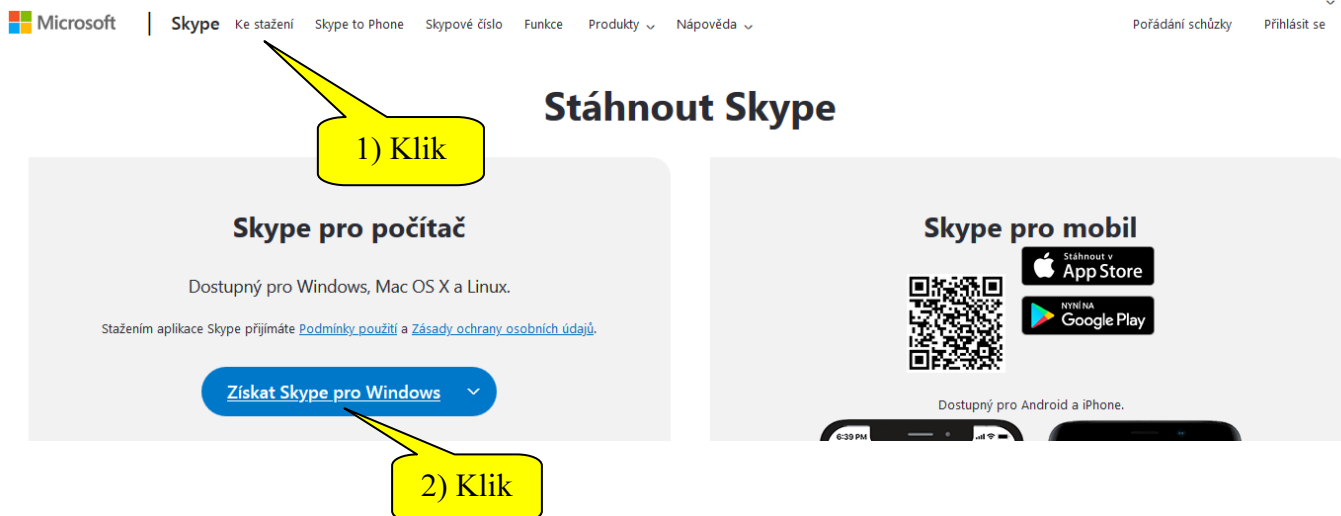 Microsoft | Skype Ke stažení Skype to Phone Skypové číslo Funkce Produkty Nápověda Pořádání schůzky Přihlásit se
Stáhnout Skype
1) Klik
Skype pro počítač
Dostupný pro Windows, Mac OS X a Linux.
Stažením aplikace Skype přijímáte Podmínky použití a Zásady ochrany osobních údajů.
Získat Skype pro Windows
2) Klik
Skype pro mobil
Stáhnout v
App Store
NYNÍ NA
Google Play
Dostupný pro Android a iPhone.
6:39 PM